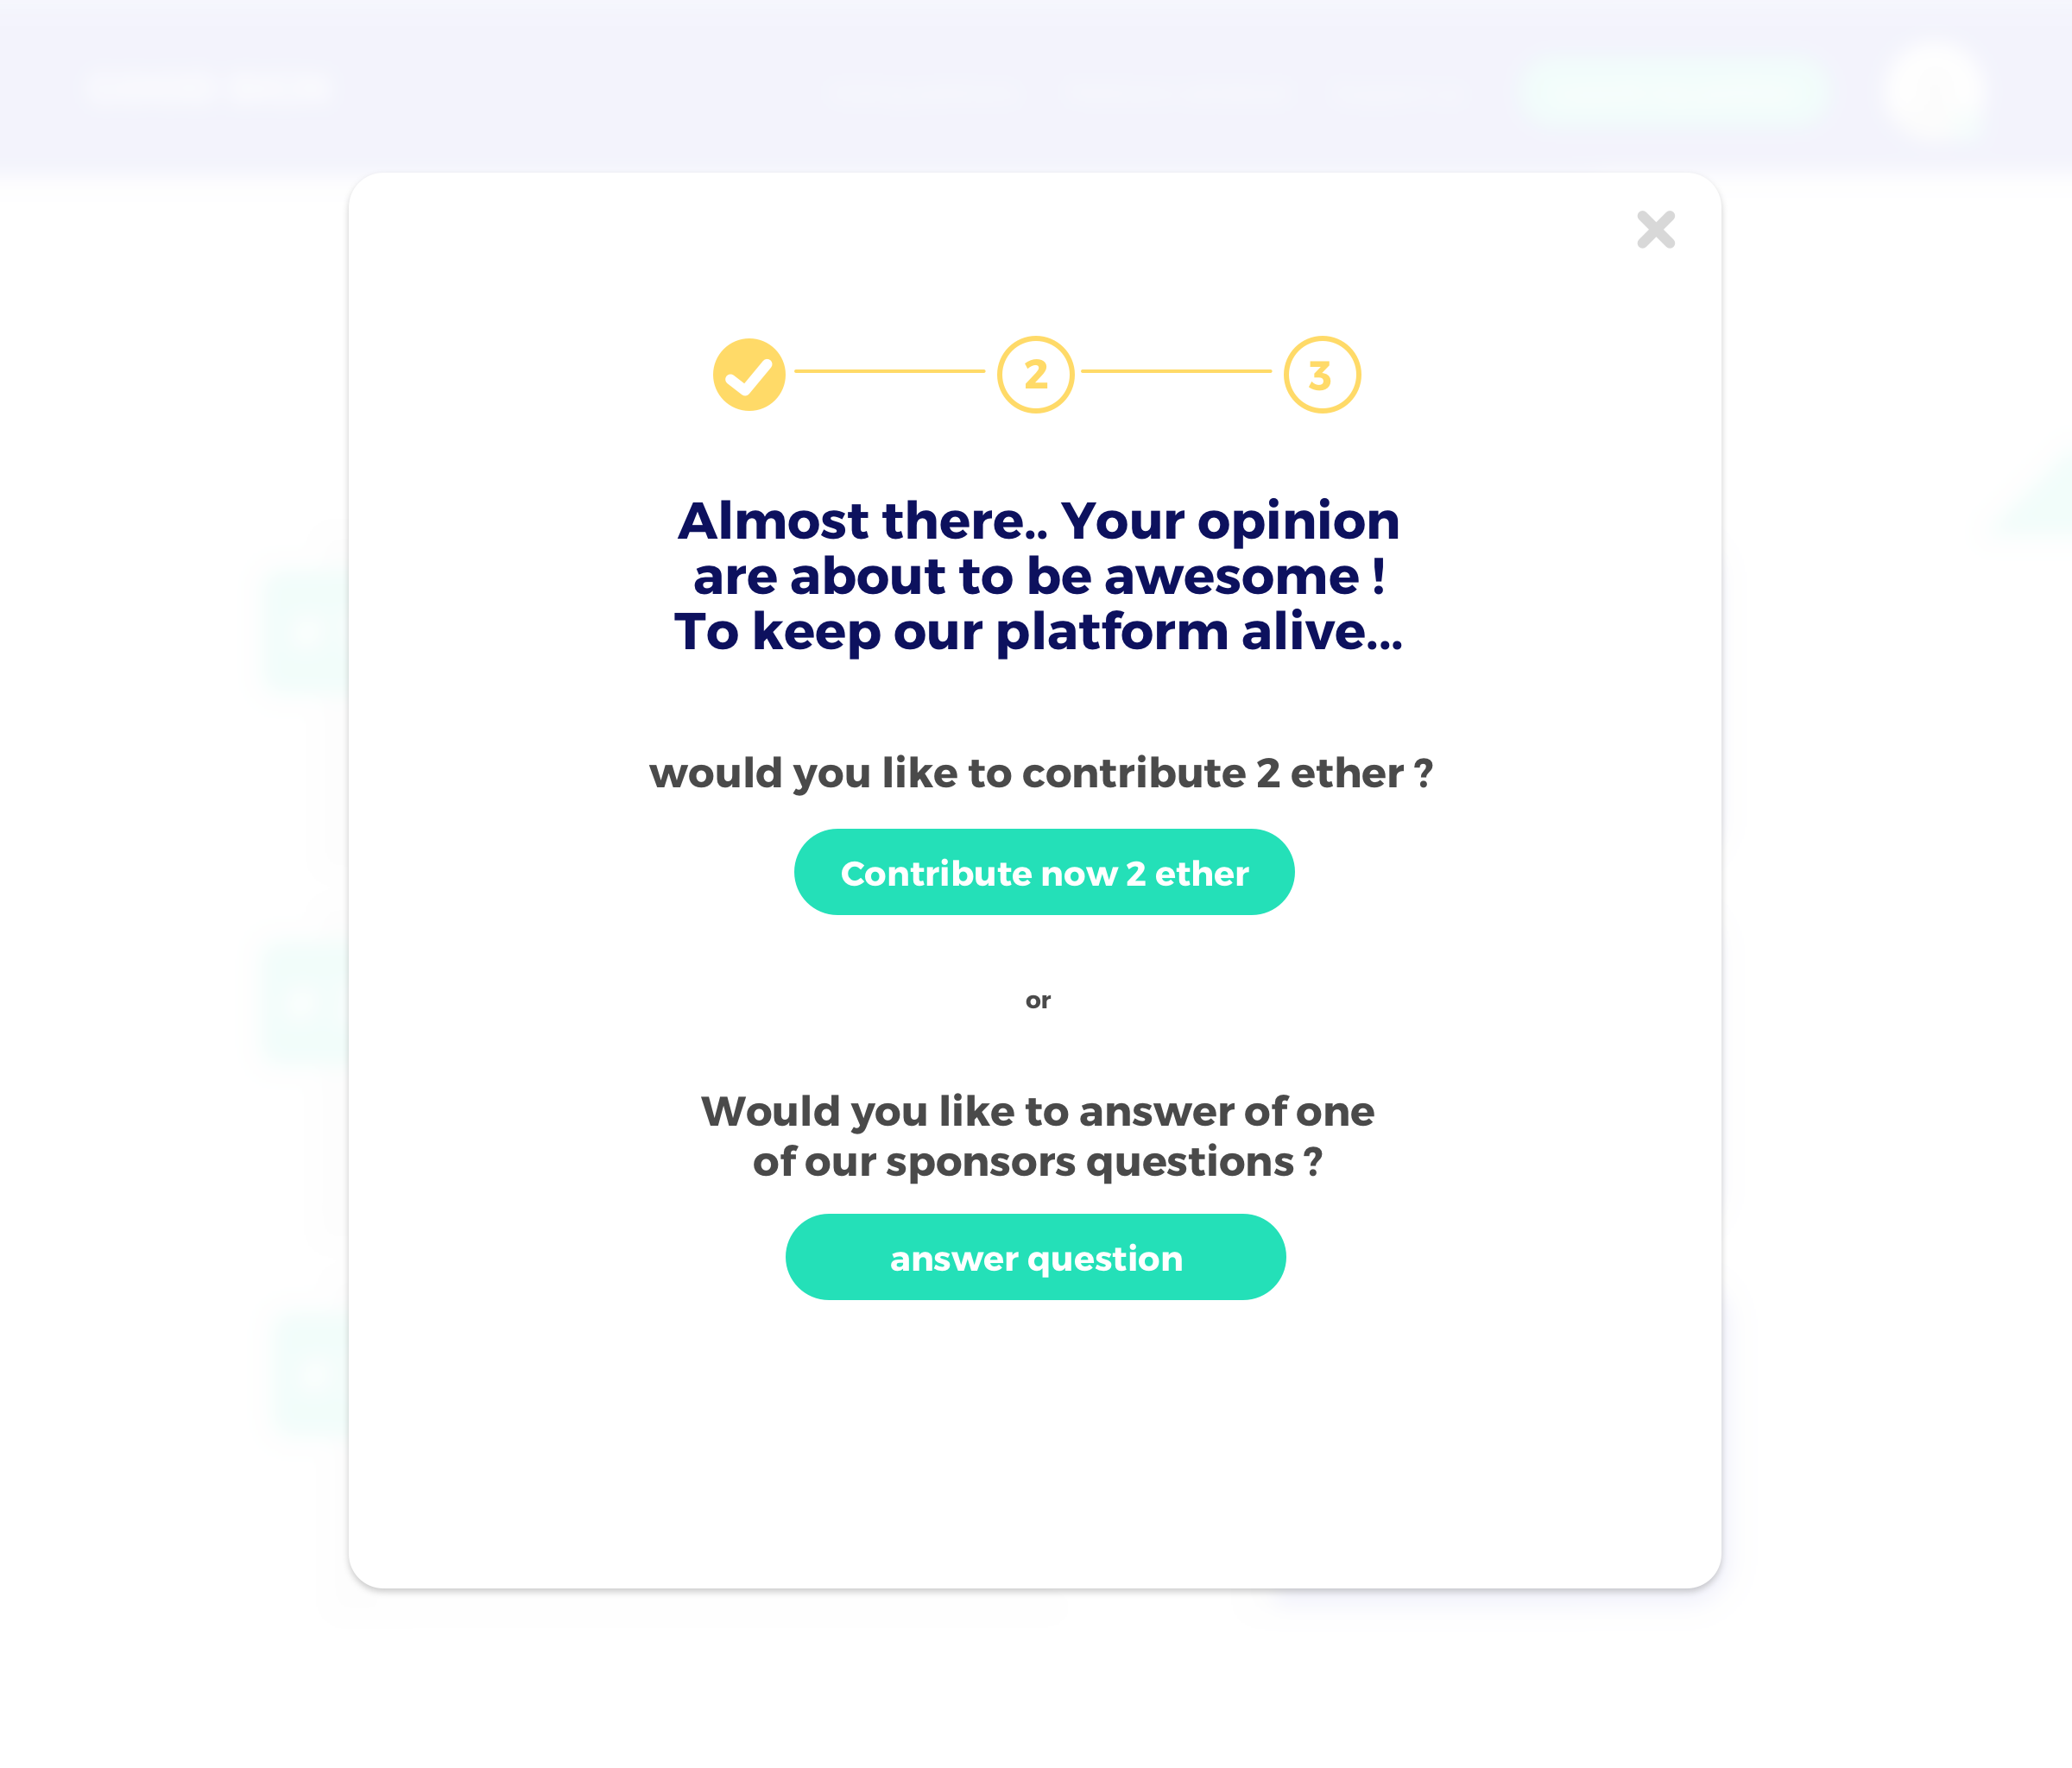 2
3
Almost there.. Your opinion
are about to be awesome !
To keep our platform alive...
would you like to contribute 2 ether ?
Contribute now 2 ether
or
Would you like to answer of one
of our sponsors questions ?
answer question